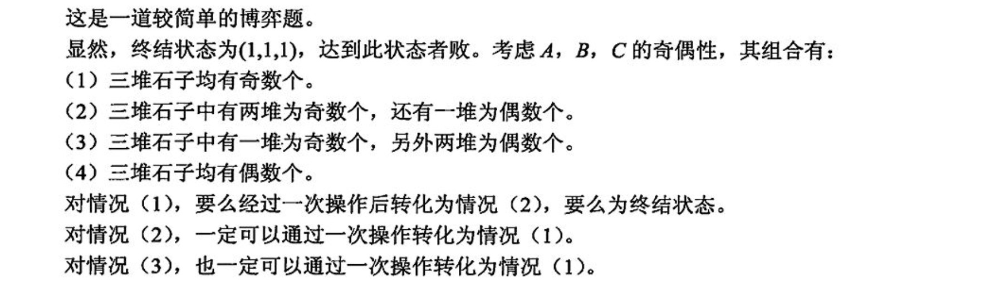 这是一道较简单的博弈题。
显然，终结状态为(1,1,1)，达到此状态者败。考虑 A，B，C 的奇偶性，其组合有：
（1）三堆石子均有奇数个。
（2）三堆石子中有两堆为奇数个，还有一堆为偶数个。
（3）三堆石子中有一堆为奇数个，另外两堆为偶数个。
（4）三堆石子均有偶数个。
对情况（1），要么经过一次操作后转化为情况（2），要么为终结状态。
对情况（2），一定可以通过一次操作转化为情况（1）。
对情况（3），也一定可以通过一次操作转化为情况（1）。